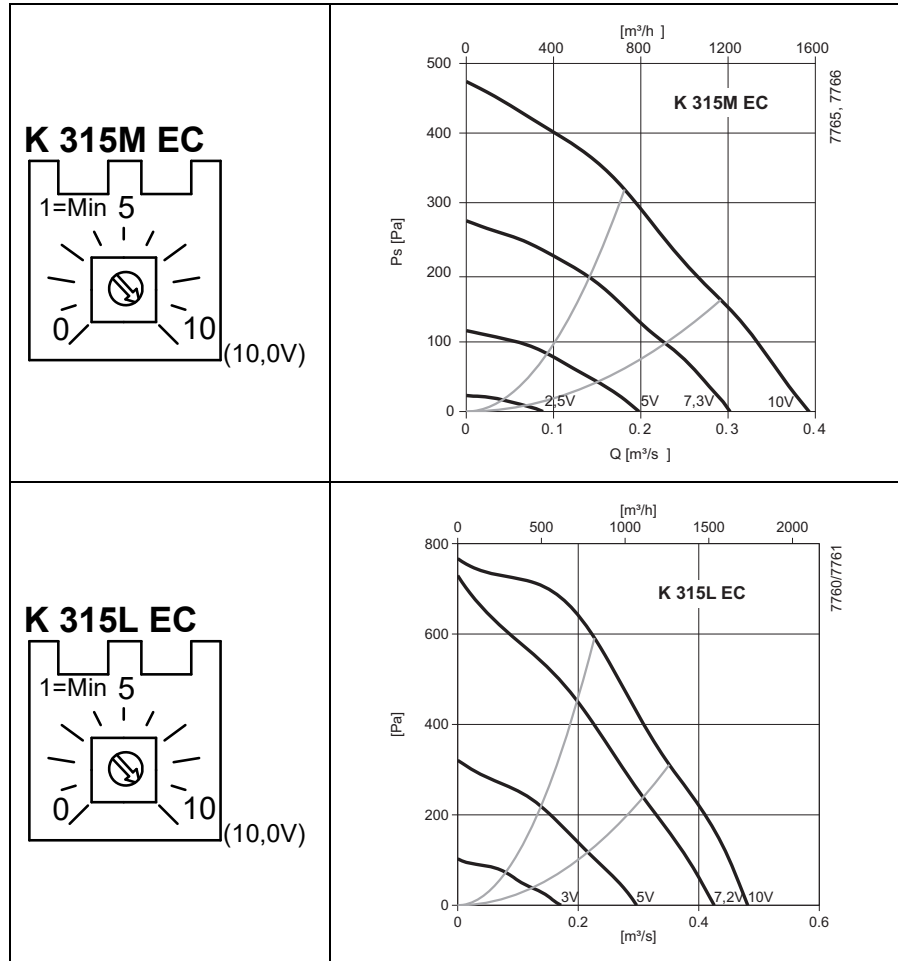 K 315M EC
1=Min 5
0 10
(10,0V)
[m³/h ]
0 400 800 1200 1600
500
400
300
200
100
0
Ps [Pa]
K 315M EC
7765, 7766
2,5V 5V 7,3V 10V
0 0.1 0.2 0.3 0.4
Q [m³/s ]
K 315L EC
1=Min 5
0 10
(10,0V)
[m³/h]
0 500 1000 1500 2000
800
600
400
200
0
[Pa]
K 315L EC
7760/7761
3V 5V 7,2V 10V
0 0.2 0.4 0.6
[m³/s]